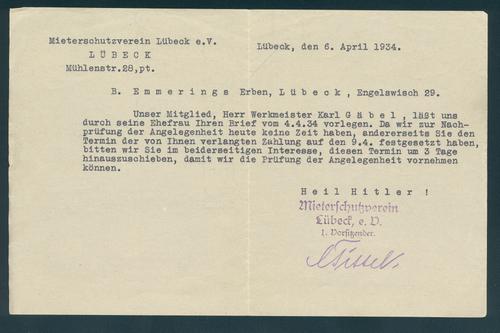 Mieterschutzverein Lübeck e.V.
LÜBECK
Mühlenstr.28,pt.
Lübeck, den 6. April 1934.
B. Emmerings Erben, Lübeck, Engelswisch 29.
Unser Mitglied, Herr Werkmeister Karl Gäbel, läßt uns
durch seine Ehefrau Ihren Brief vom 4.4.34 vorlegen. Da wir zur Nach-
prüfung der Angelegenheit heute keine Zeit haben, andererseits Sie den
Termin der von Ihnen verlangten Zahlung auf den 9.4. festgesetzt haben,
bitten wir Sie im beiderseitigen Interesse, diesen Termin um 3 Tage
hinauszuschieben, damit wir die Prüfung der Angelegenheit vornehmen
können.
Heil Hitler !
Mieterschutzverein
Lübeck, e. V.
1. Vorsitzender.